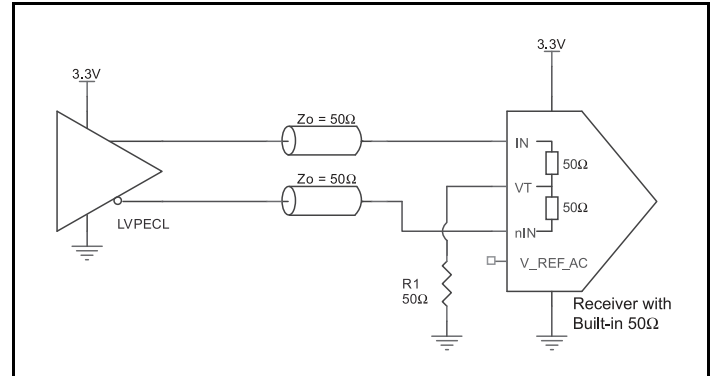 3.3V
3.3V
Zo = 50Ω
IN
50Ω
Zo = 50Ω
VT
50Ω
LVPECL
nIN
V_REF_AC
R1
50Ω
Receiver with
Built-in 50Ω